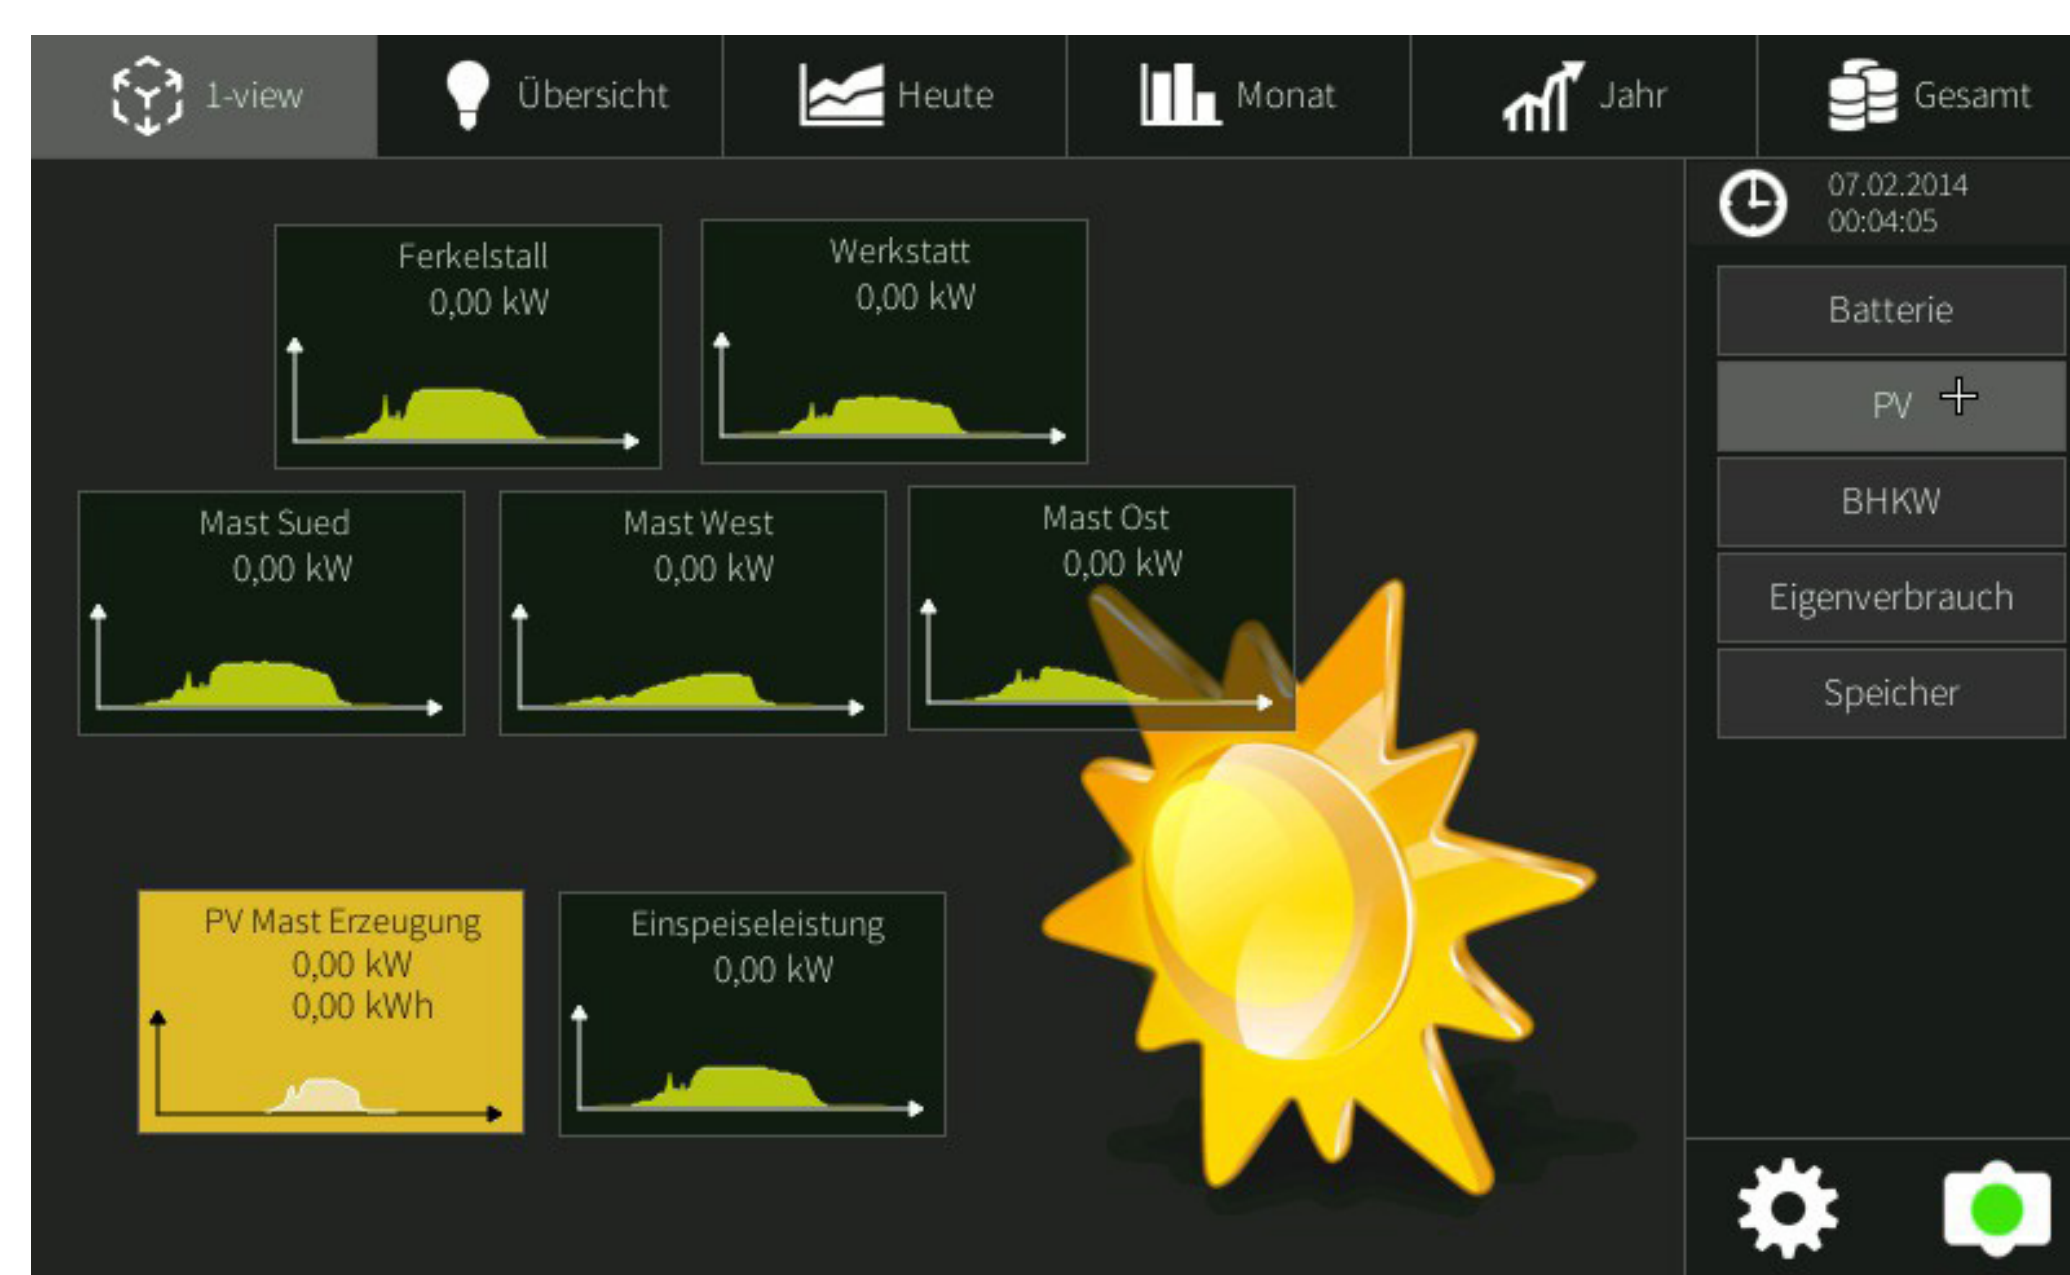 1-view
Übersicht
Heute
Monat
Jahr
Gesamt
07.02.2014
00:04:05
Ferkelstall
0,00 kW
Werkstatt
0,00 kW
Mast Sued
0,00 kW
Mast West
0,00 kW
Mast Ost
0,00 kW
PV Mast Erzeugung
0,00 kW
0,00 kWh
Einspeiseleistung
0,00 kW
Batterie
PV
BHKW
Eigenverbrauch
Speicher